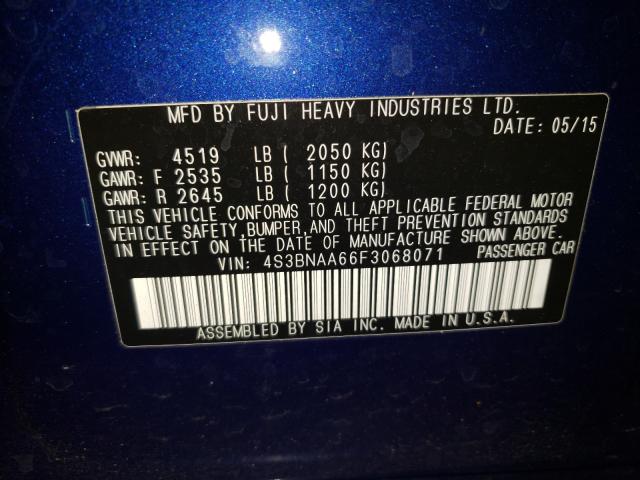 MFD BY FUJI HEAVY INDUSTRIES LTD.
DATE: 05/15
GVWR: 4519 LB ( 2050 KG)
GAWR: F 2535 LB ( 1150 KG)
GAWR: R 2645 LB ( 1200 KG)
THIS VEHICLE CONFORMS TO ALL APPLICABLE FEDERAL MOTOR
VEHICLE SAFETY, BUMPER, AND THEFT PREVENTION STANDARDS
IN EFFECT ON THE DATE OF MANUFACTURE SHOWN ABOVE.
VIN: 4S3BNAA66F3068071 PASSENGER CAR
ASSEMBLED BY SIA INC. MADE IN U.S.A.